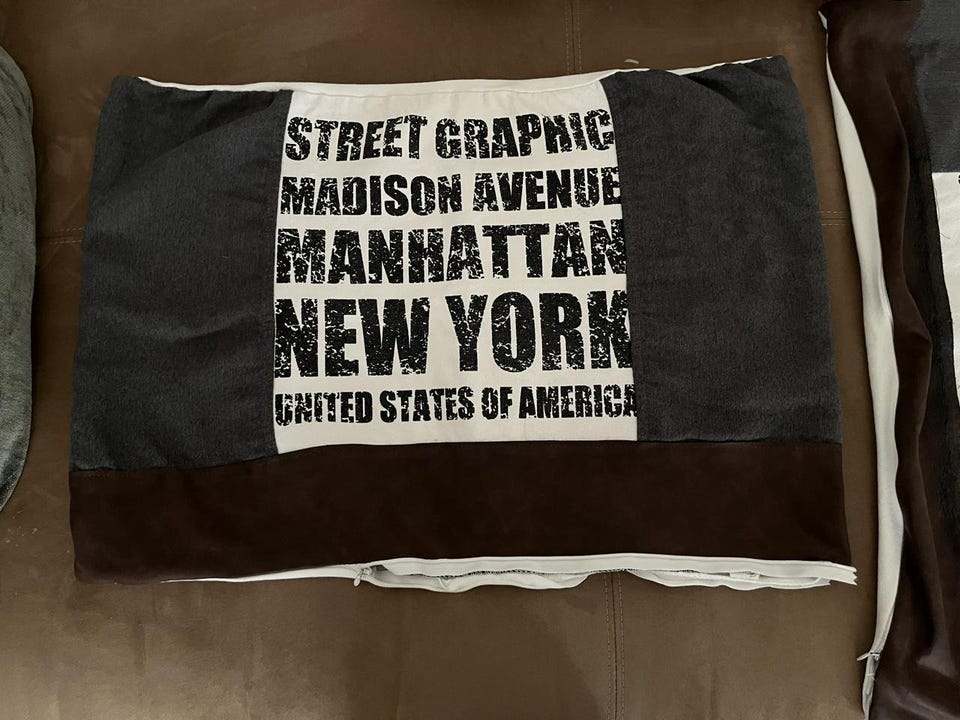 STREET GRAPHIC
MADISON AVENUE
MANHATTAN
NEW YORK
UNITED STATES OF AMERICA